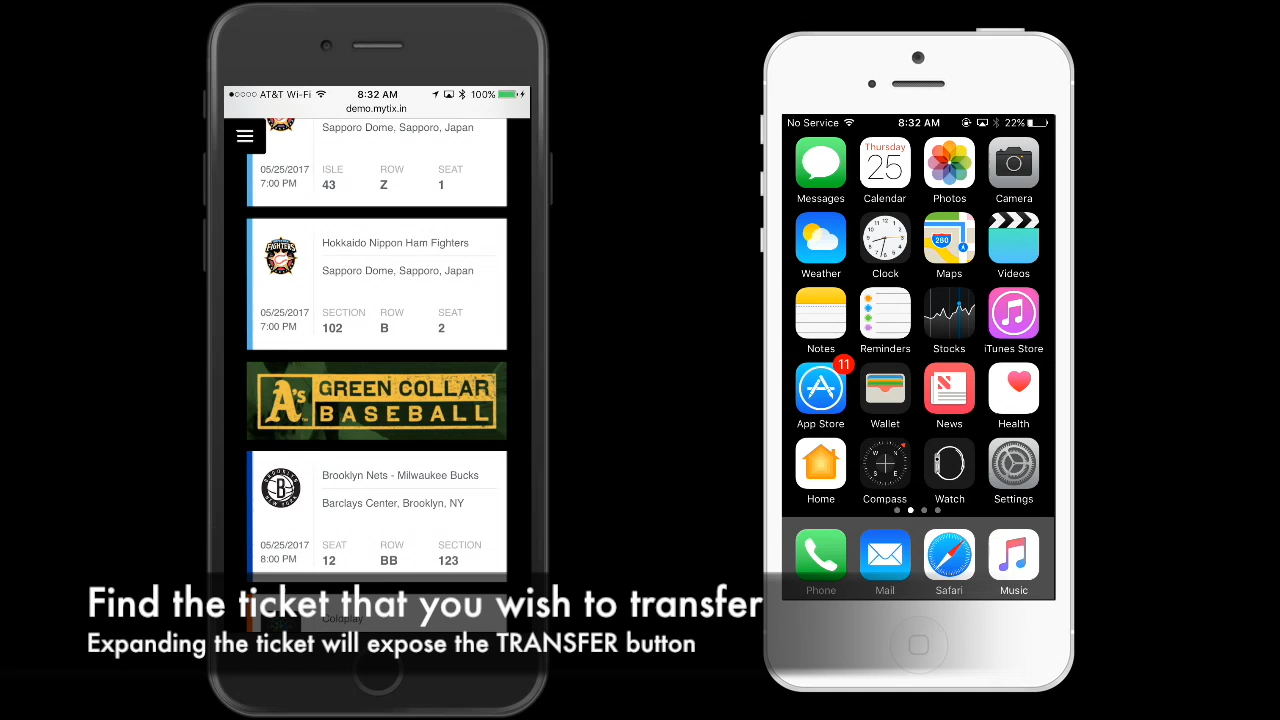 AT&T Wi-Fi 8:32 AM 100%
demo.mytix.in
Sapporo Dome, Sapporo, Japan
05/25/2017 ISLE ROW SEAT
7:00 PM 43 Z 1
FIGHTERS
Hokkaido Nippon Ham Fighters
Sapporo Dome, Sapporo, Japan
05/25/2017 SECTION ROW SEAT
7:00 PM 102 B 2
A's GREEN COLLAR
BASEBALL
BROOKLYN
B
NEW YORK
Brooklyn Nets - Milwaukee Bucks
Barclays Center, Brooklyn, NY
05/25/2017 SEAT ROW SECTION
8:00 PM 12 BB 123
Coldplay
Find the ticket that you wish to transfer
Expanding the ticket will expose the TRANSFER button
No Service 8:32 AM 22%
Thursday
25
Messages Calendar Photos Camera
280
Weather Clock Maps Videos
Notes Reminders Stocks iTunes Store
11
App Store Wallet News Health
Home Compass Watch Settings
Phone Mail Safari Music